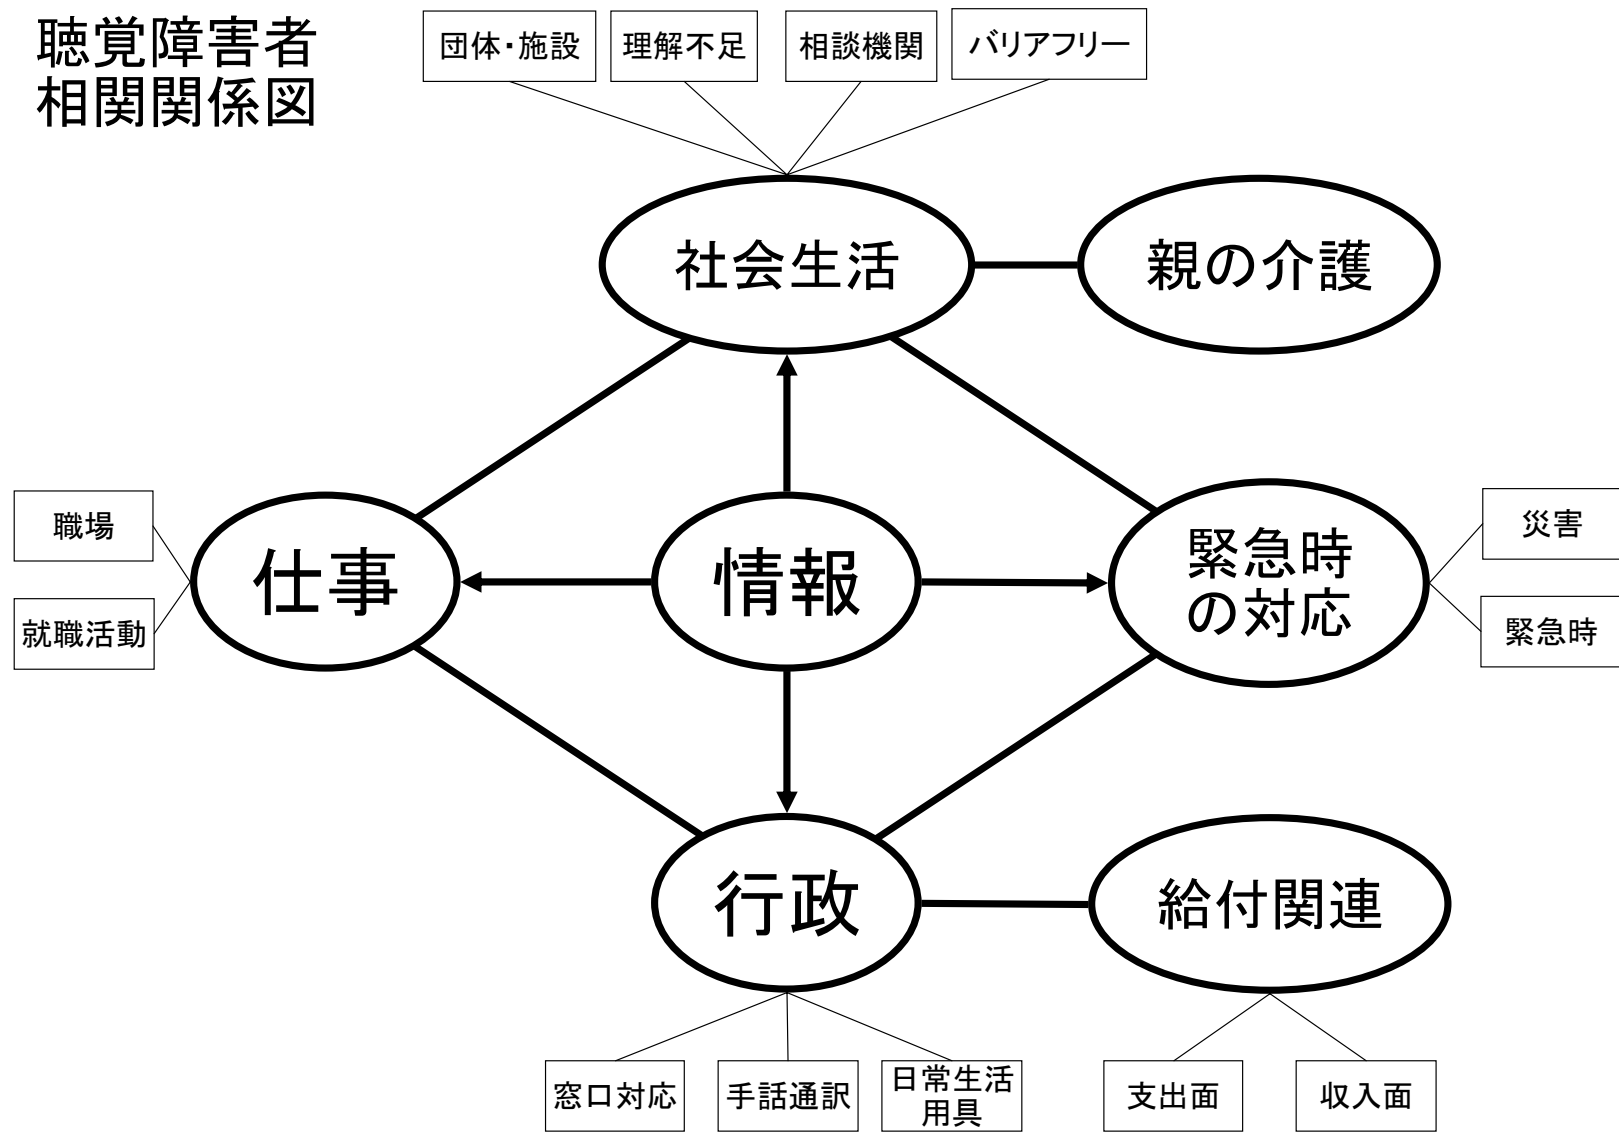 聴覚障害者
相関関係図
団体・施設
理解不足
相談機関
バリアフリー
社会生活
親の介護
職場
就職活動
仕事
情報
緊急時
の対応
災害
緊急時
行政
給付関連
窓口対応
手話通訳
日常生活
用具
支出面
収入面